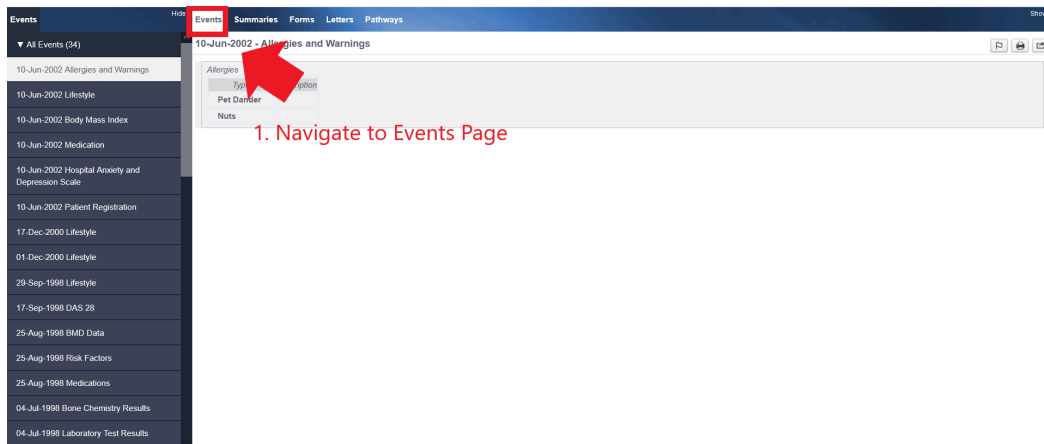 Events
Hide
Events Summaries Forms Letters Pathways
▼ All Events (34)
10-Jun-2002 - Allergies and Warnings
10-Jun-2002 Allergies and Warnings
10-Jun-2002 Lifestyle
10-Jun-2002 Body Mass Index
10-Jun-2002 Medication
10-Jun-2002 Hospital Anxiety and
Depression Scale
10-Jun-2002 Patient Registration
17-Dec-2000 Lifestyle
01-Dec-2000 Lifestyle
29-Sep-1998 Lifestyle
17-Sep-1998 DAS 28
25-Aug-1998 BMD Data
25-Aug-1998 Risk Factors
25-Aug-1998 Medications
04-Jul-1998 Bone Chemistry Results
04-Jul-1998 Laboratory Test Results
Allergies
Pet Dander
Nuts
1. Navigate to Events Page